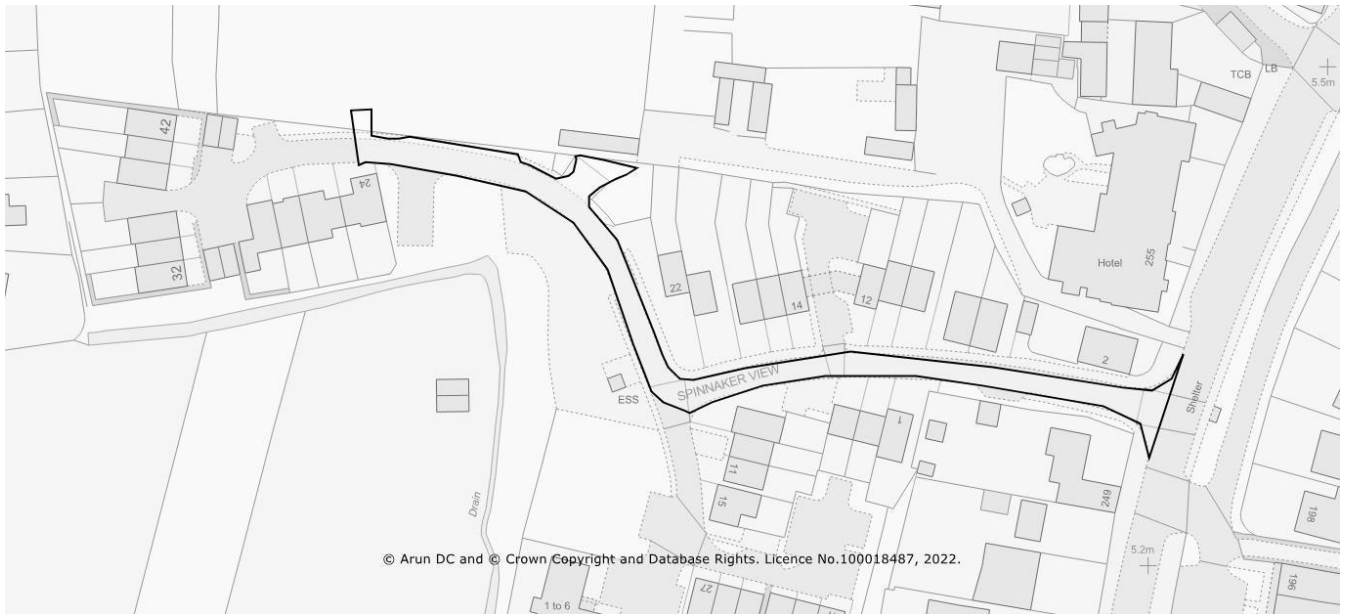 TCB
LB
5.5m
42
24
Hotel
255
22
14
12
32
2
SPINNAKER VIEW
Shelter
ESS
1
11
15
249
Drain
198
© Arun DC and © Crown Copyright and Database Rights. Licence No.100018487, 2022.
5.2m
196
27
1 to 6